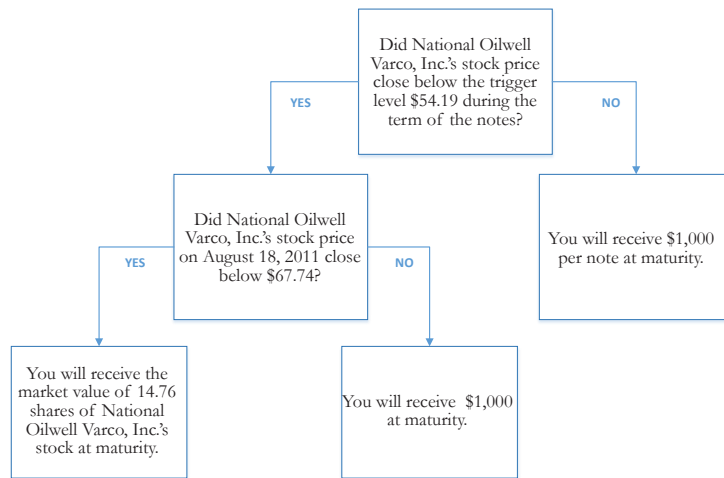 Did National Oilwell
Varco, Inc.'s stock price
close below the trigger
level $54.19 during the
term of the notes?
YES
NO
Did National Oilwell
Varco, Inc.'s stock price
on August 18, 2011 close
below $67.74?
You will receive $1,000
per note at maturity.
YES
NO
You will receive the
market value of 14.76
shares of National
Oilwell Varco, Inc.'s
stock at maturity.
You will receive $1,000
at maturity.